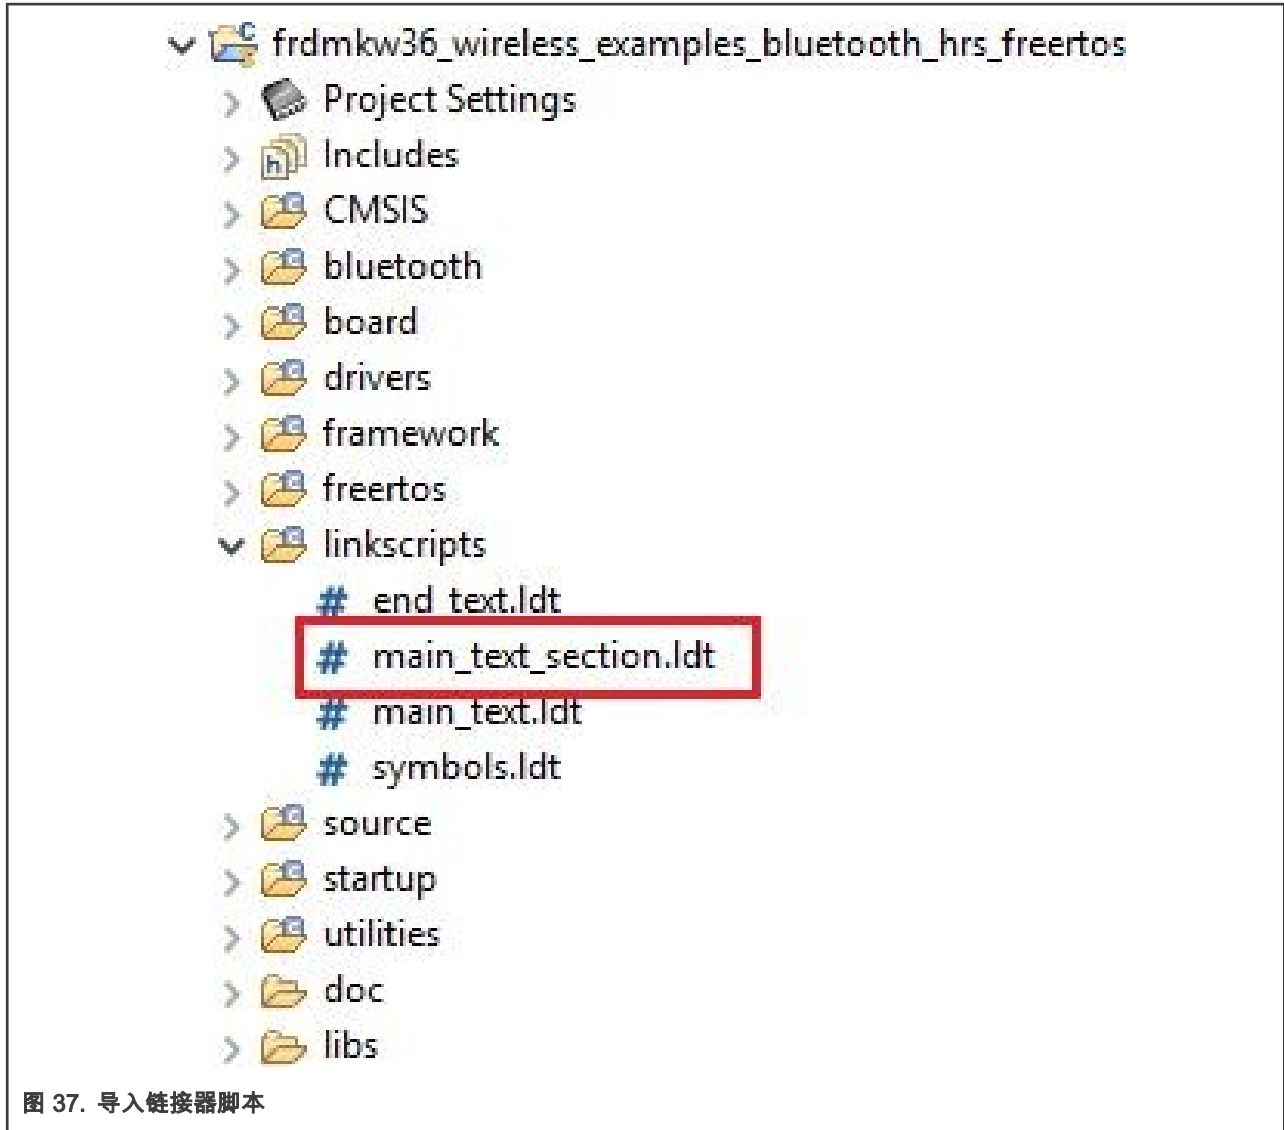 frdmkw36_wireless_examples_bluetooth_hrs_freertos
Project Settings
Includes
CMSIS
bluetooth
board
drivers
framework
freertos
linkscripts
end_text.ldt
main_text_section.ldt
main_text.ldt
symbols.ldt
source
startup
utilities
doc
libs
图 37. 导入链接器脚本